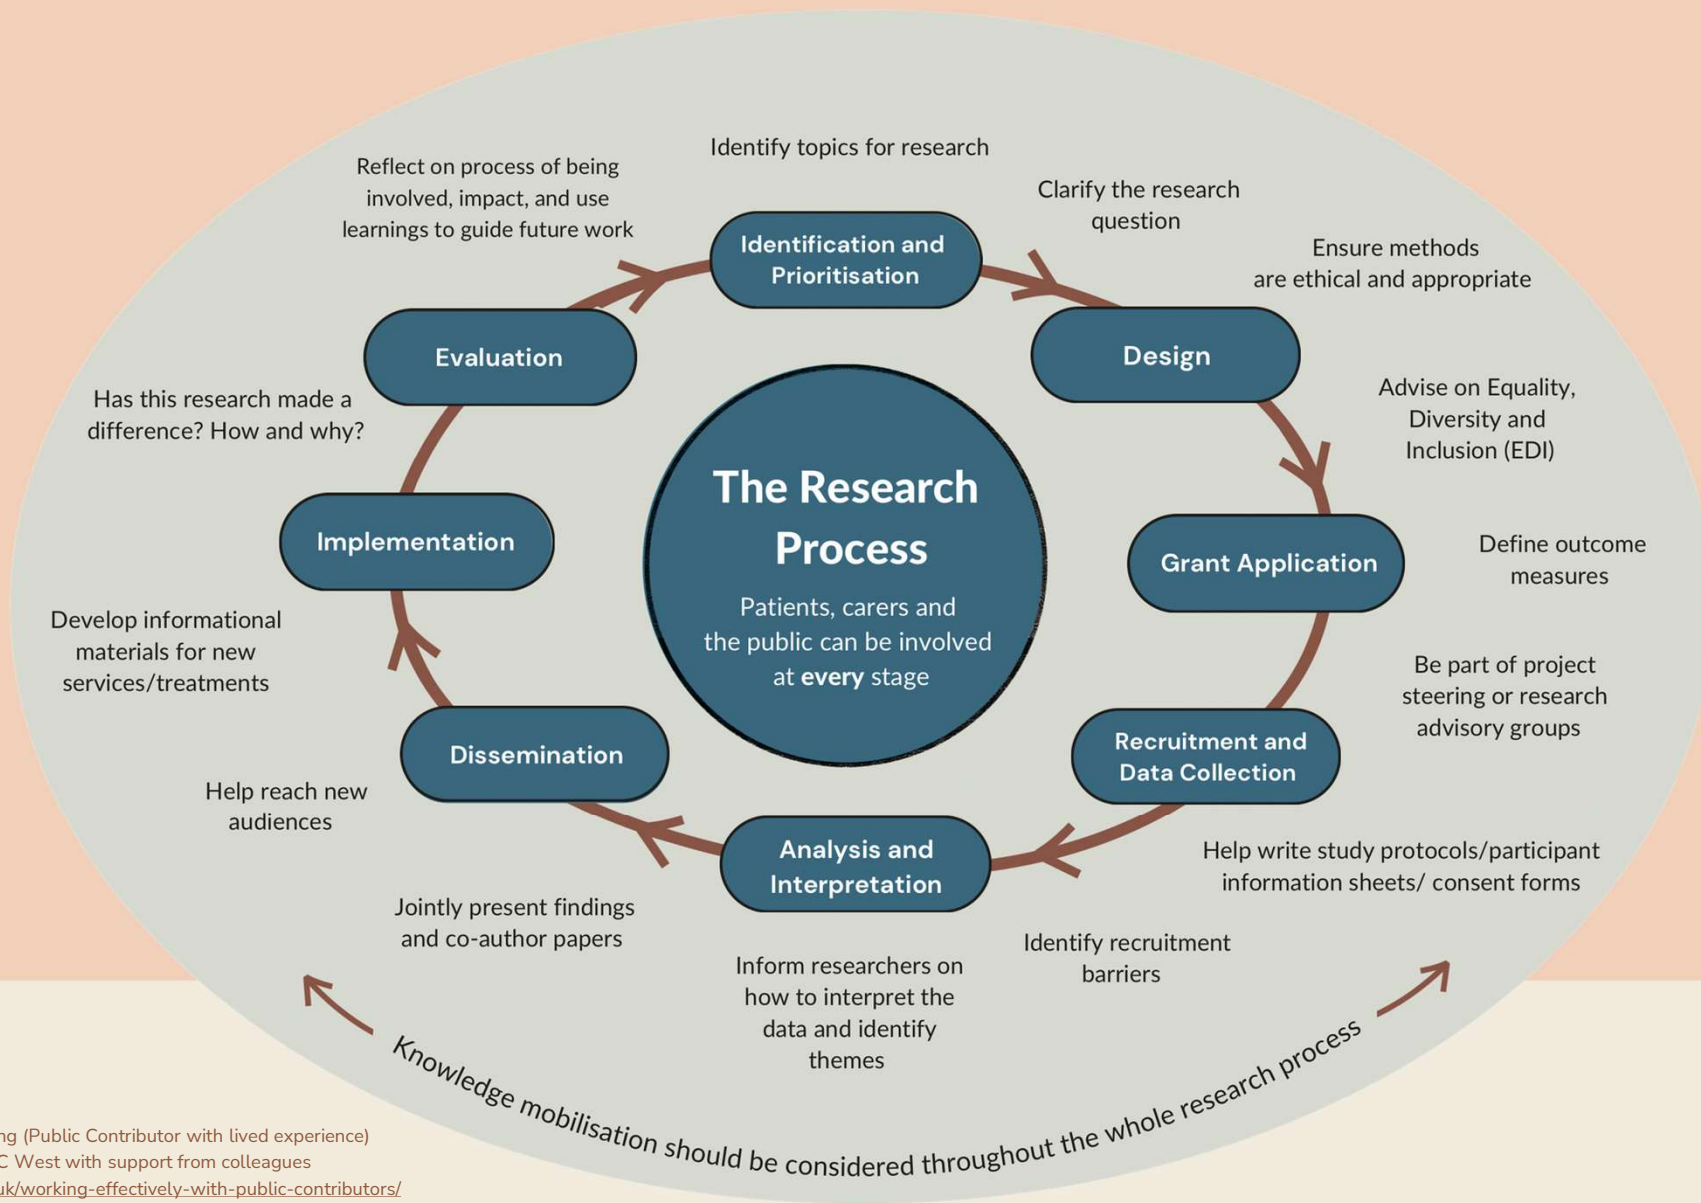 Identify topics for research
Clarify the research
question
Ensure methods
are ethical and appropriate
Advise on Equality,
Diversity and
Inclusion (EDI)
Define outcome
measures
Be part of project
steering or research
advisory groups
Help write study protocols/participant
information sheets/ consent forms
Identify recruitment
barriers
Inform researchers on
how to interpret the
data and identify
themes
Jointly present findings
and co-author papers
Help reach new
audiences
Develop informational
materials for new
services/treatments
Has this research made a
difference? How and why?
Reflect on process of being
involved, impact, and use
learnings to guide future work
Identification and
Prioritisation
Design
Grant Application
Recruitment and
Data Collection
Analysis and
Interpretation
Dissemination
Implementation
Evaluation
The Research
Process
Patients, carers and
the public can be involved
at every stage
Knowledge mobilisation should be considered throughout the whole research process
(Public Contributor with lived experience)
West with support from colleagues
/working-effectively-with-public-contributors/